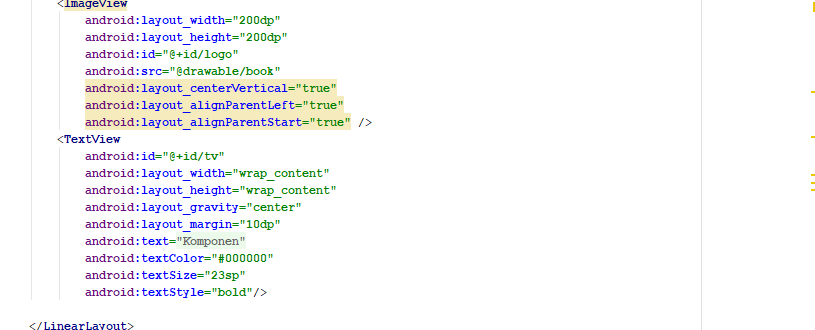 <ImageView
android:layout_width="200dp"
android:layout_height="200dp"
android:id="@+id/logo"
android:src="@drawable/book"
android:layout_centerVertical="true"
android:layout_alignParentLeft="true"
android:layout_alignParentStart="true" />
<TextView
android:id="@+id/tv"
android:layout_width="wrap_content"
android:layout_height="wrap_content"
android:layout_gravity="center"
android:layout_margin="10dp"
android:text="Komponen"
android:textColor="#000000"
android:textSize="23sp"
android:textStyle="bold"/>
</LinearLayout>